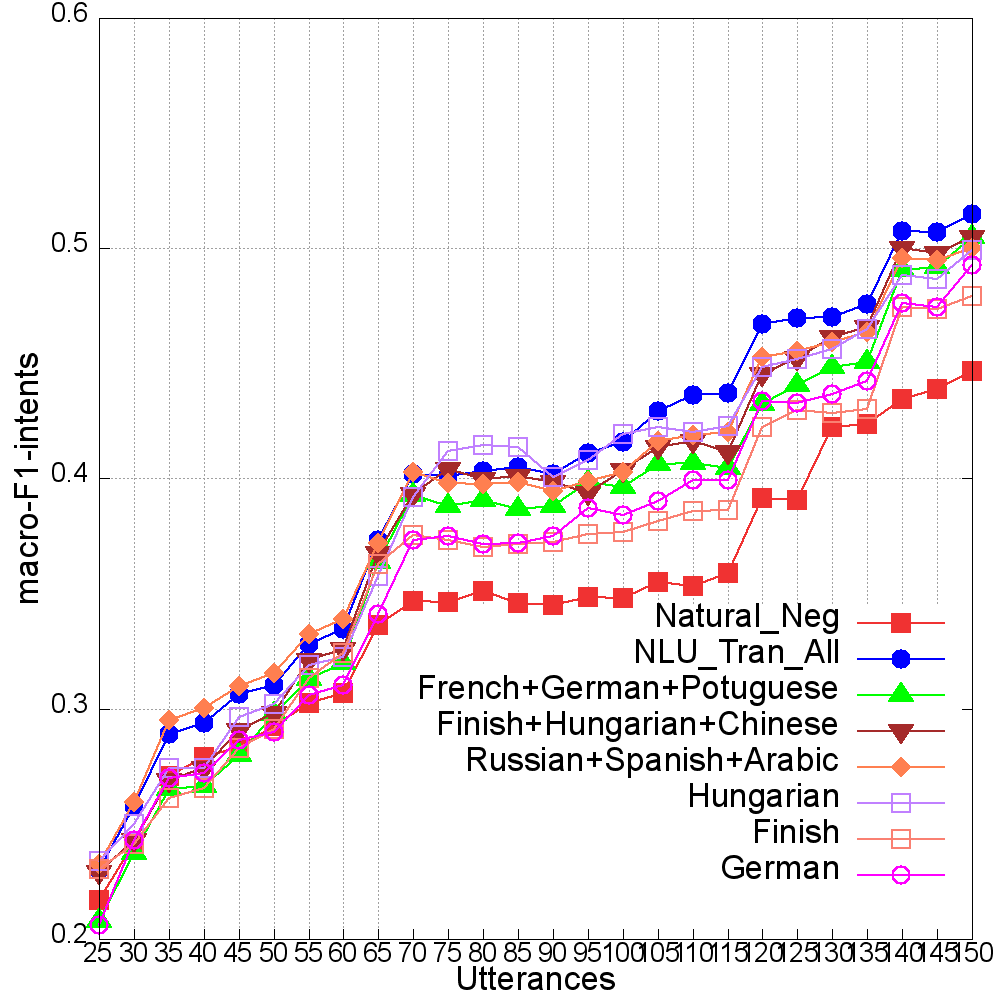 0.6
0.5
0.4
0.3
0.2
macro-F1-intents
25 30 35 40 45 50 55 60 65 70 75 80 85 90 95 100 105 110 115 120 125 130 135 140 145 150
Utterances
Natural_Neg
NLU_Tran_All
French+German+Potuguese
Finish+Hungarian+Chinese
Russian+Spanish+Arabic
Hungarian
Finish
German